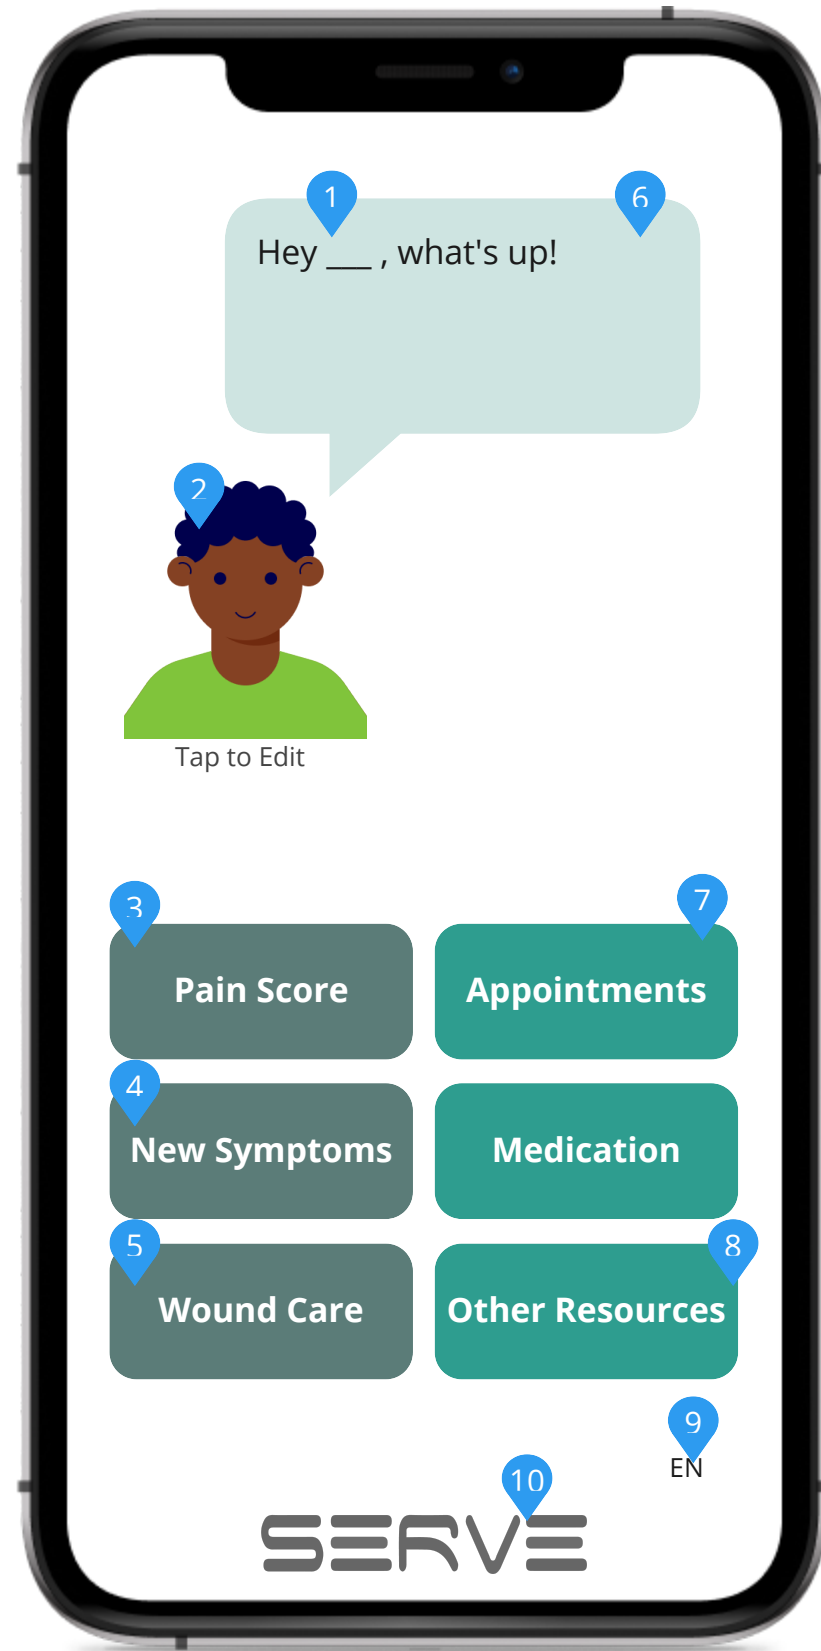 1
6
Hey ___ , what's up!
2
Tap to Edit
3
7
Pain Score
Appointments
4
New Symptoms
Medication
5
8
Wound Care
Other Resources
9
EN
10
SERVE